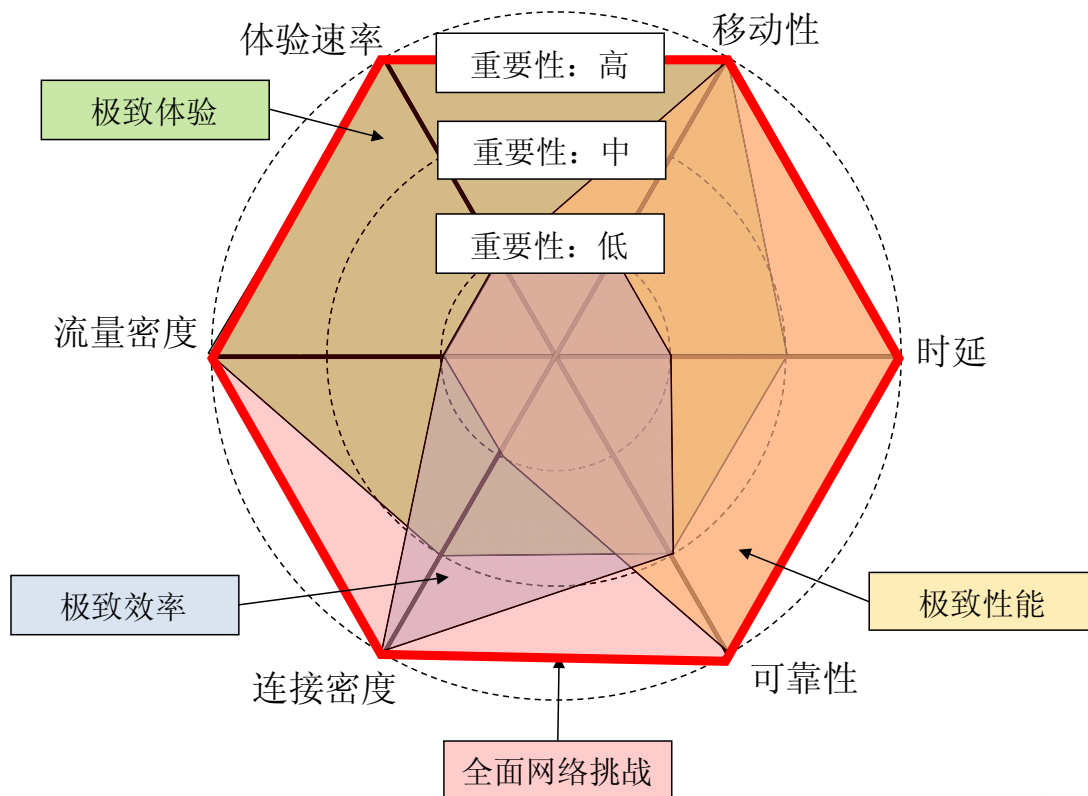 体验速率
移动性
重要性：高
极致体验
重要性：中
重要性：低
流量密度
时延
极致效率
极致性能
连接密度
可靠性
全面网络挑战